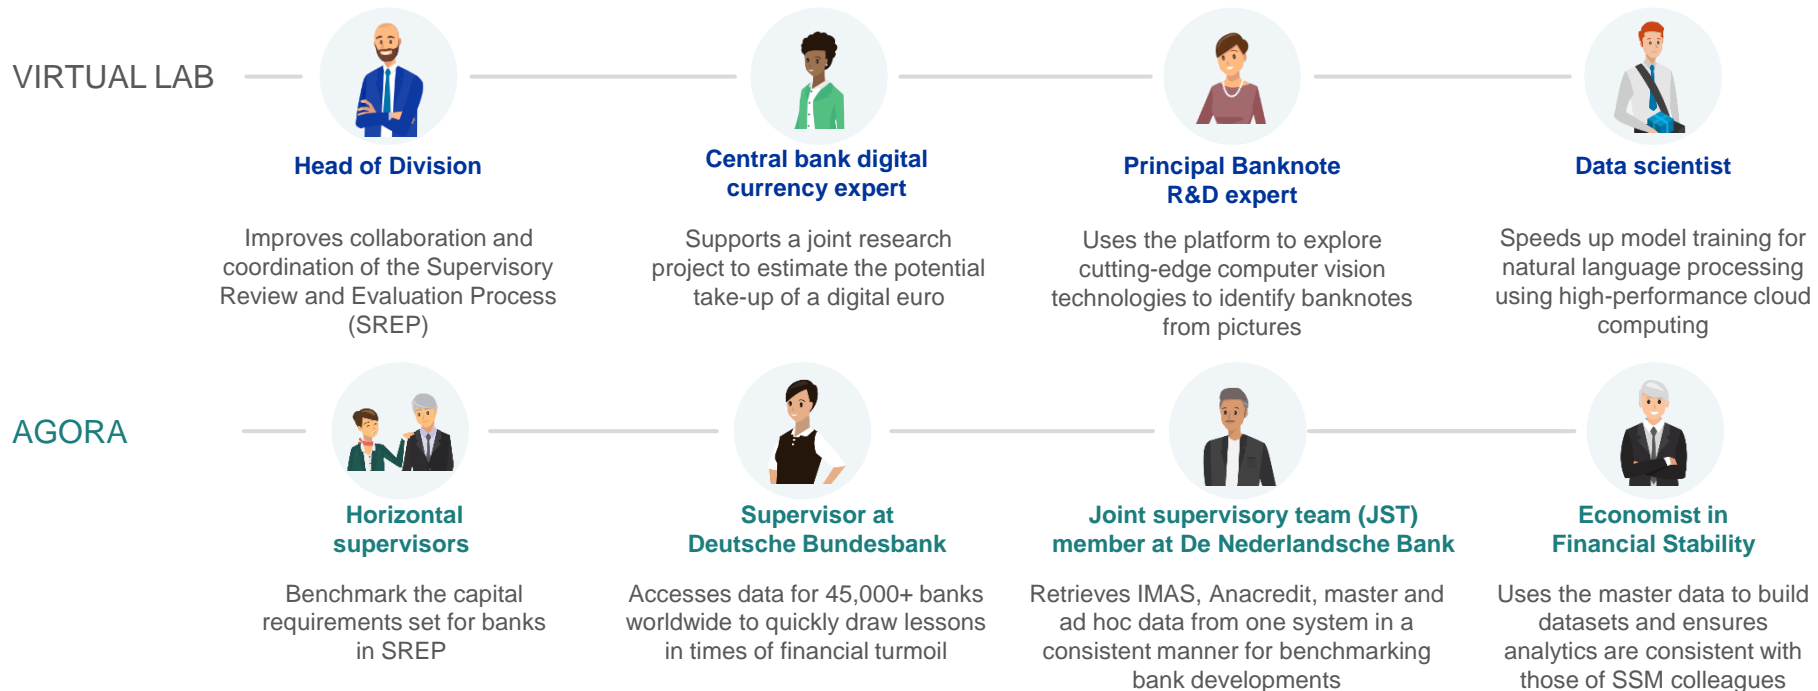 VIRTUAL LAB
Head of Division
Improves collaboration and
coordination of the Supervisory
Review and Evaluation Process
(SREP)
Central bank digital
currency expert
Supports a joint research
project to estimate the potential
take-up of a digital euro
Principal Banknote
R&D expert
Uses the platform to explore
cutting-edge computer vision
technologies to identify banknotes
from pictures
Data scientist
Speeds up model training for
natural language processing
using high-performance cloud
computing
AGORA
Horizontal
supervisors
Benchmark the capital
requirements set for banks
in SREP
Supervisor at
Deutsche Bundesbank
Accesses data for 45,000+ banks
worldwide to quickly draw lessons
in times of financial turmoil
Joint supervisory team (JST)
member at De Nederlandsche Bank
Retrieves IMAS, Anacredit, master and
ad hoc data from one system in a
consistent manner for benchmarking
bank developments
Economist in
Financial Stability
Uses the master data to build
datasets and ensures
analytics are consistent with
those of SSM colleagues